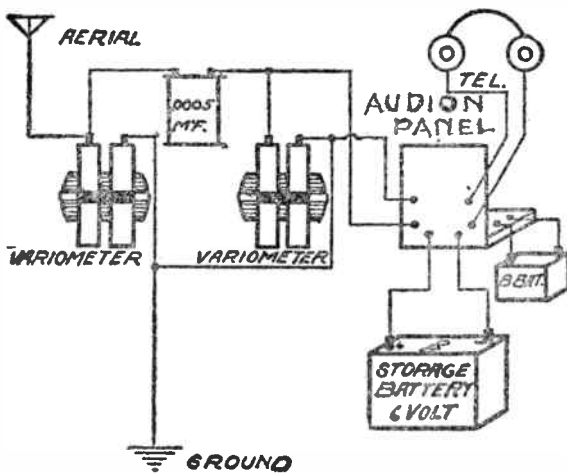 AERIAL
.0005
MF.
TEL.
AUDION
PANEL
VARIOMETER
VARIOMETER
B.BAT.
STORAGE
BATTERY
6 VOLT
GROUND